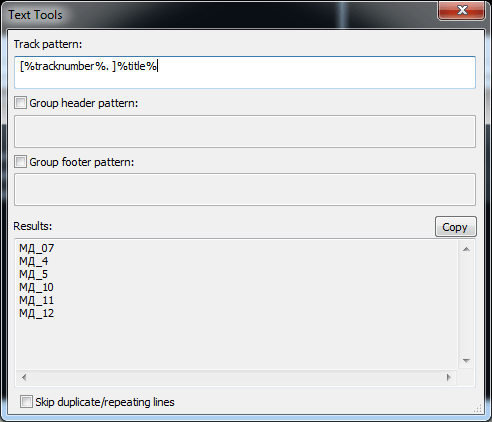 Text Tools
Track pattern:
[%tracknumber%. ]%title%
Group header pattern:
Group footer pattern:
Results:
Copy
МД_07
МД_4
МД_5
МД_10
МД_11
МД_12
Skip duplicate/repeating lines